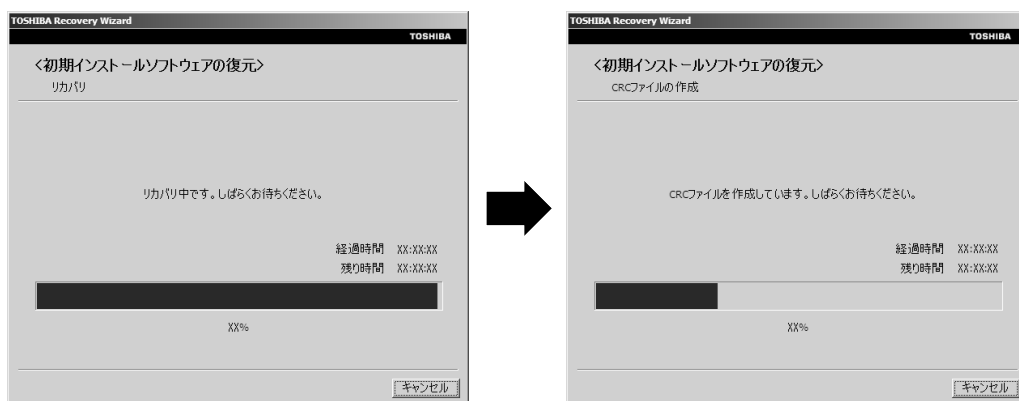 TOSHIBA Recovery Wizard
TOSHIBA
<初期インストールソフトウェアの復元>
リカバリ
リカバリ中です。しばらくお待ちください。
経過時間 XX:XX:XX
残り時間 XX:XX:XX
XX%
キャンセル
TOSHIBA Recovery Wizard
TOSHIBA
<初期インストールソフトウェアの復元>
CRCファイルの作成
CRCファイルを作成しています。しばらくお待ちください。
経過時間 XX:XX:XX
残り時間 XX:XX:XX
XX%
キャンセル